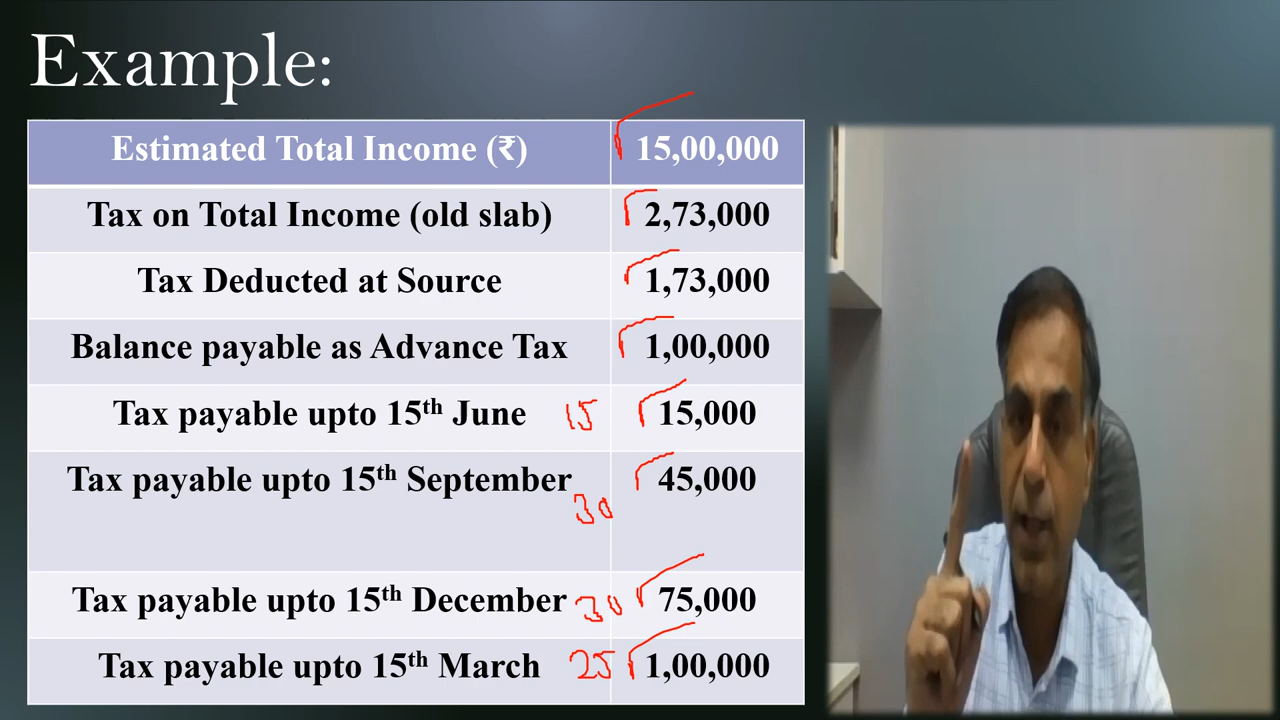 Example:
Estimated Total Income (₹) 15,00,000
Tax on Total Income (old slab) 2,73,000
Tax Deducted at Source 1,73,000
Balance payable as Advance Tax 1,00,000
Tax payable upto 15th June 15 15,000
Tax payable upto 15th September 30 45,000
Tax payable upto 15th December 30 75,000
Tax payable upto 15th March 25 1,00,000